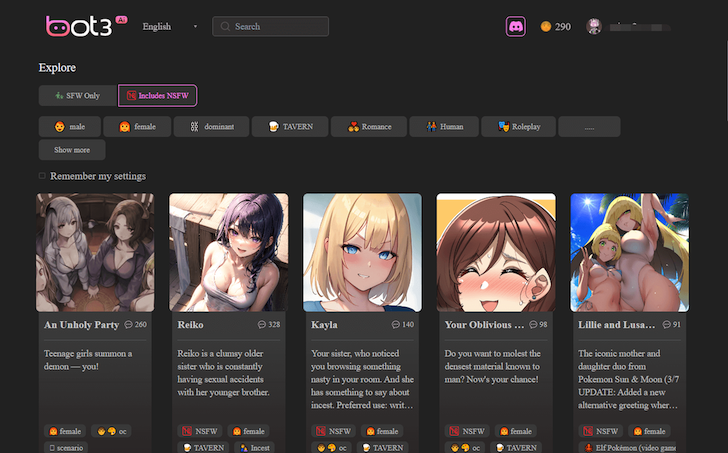 bot3 AI
English
Search
290
Explore
SFW Only
Includes NSFW
male
female
dominant
TAVERN
Romance
Human
Roleplay
.....
Show more
Remember my settings
An Unholy Party 260
Teenage girls summon a
demon — you!
female
oc
scenario
Reiko 328
Reiko is a clumsy older
sister who is constantly
having sexual accidents
with her younger brother.
NSFW
female
TAVERN
Incest
Kayla 140
Your sister, who noticed
you browsing something
nasty in your room. And she
has something to say about
incest. Preferred use: writ...
NSFW
female
oc
TAVERN
Your Oblivious ... 98
Do you want to molest the
densest material known to
man? Now's your chance!
NSFW
female
oc
TAVERN
Lillie and Lusa... 91
The iconic mother and
daughter duo from
Pokemon Sun & Moon (3/7
UPDATE: Added a new
alternative greeting wher...
NSFW
female
Elf Pokémon (video game